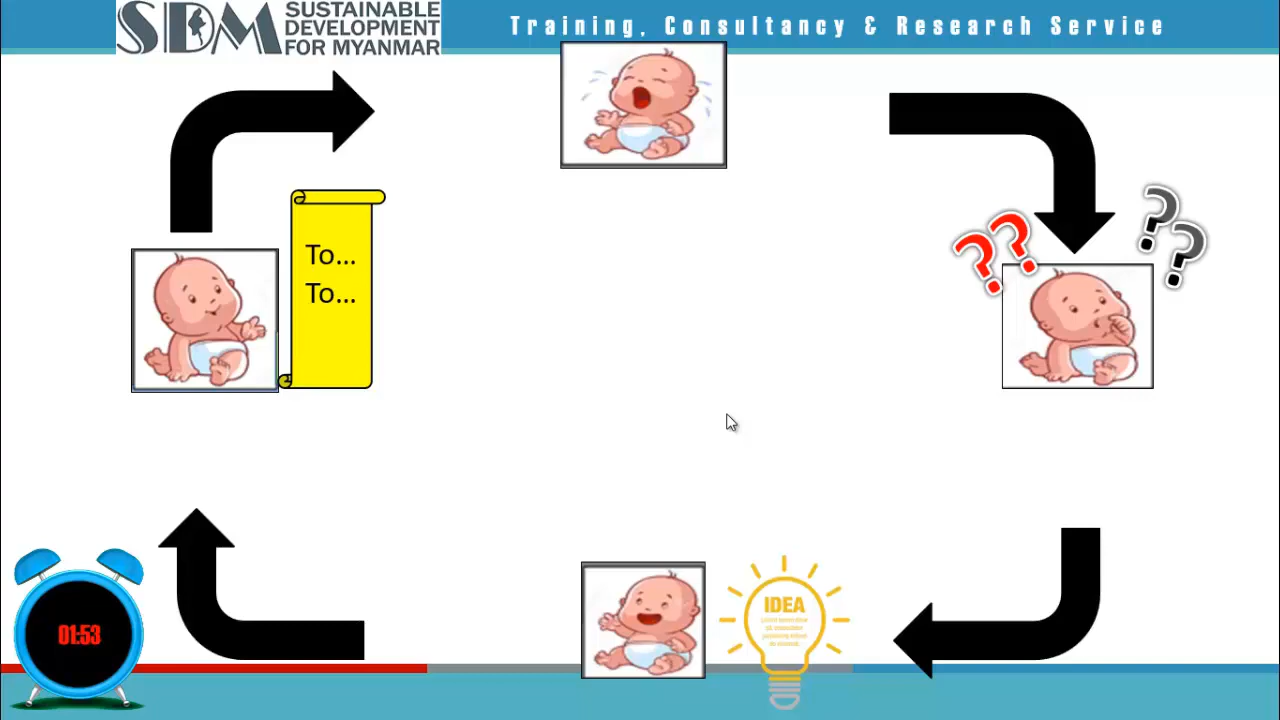 SDM
SUSTAINABLE
DEVELOPMENT
FOR MYANMAR
Training, Consultancy & Research Service
??
??
To...
To...
IDEA
01:53